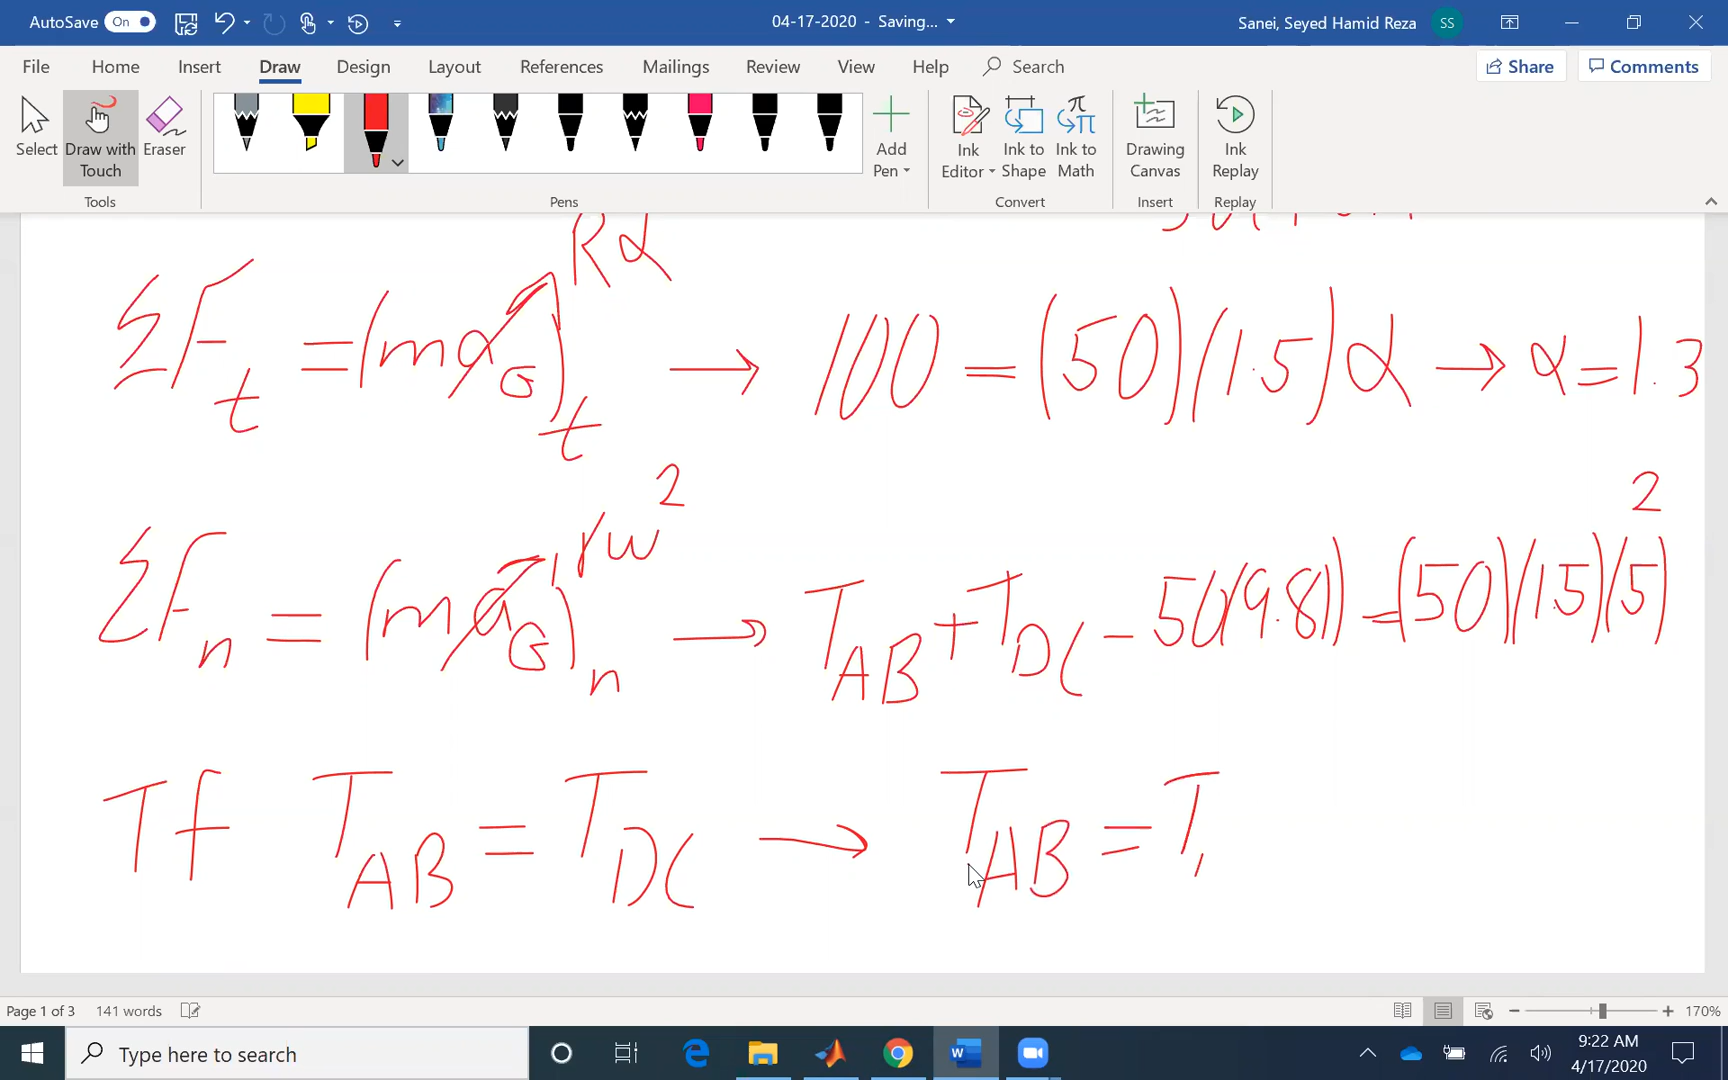 AutoSave On 04-17-2020 - Saving... Sanei, Seyed Hamid Reza SS
File Home Insert Draw Design Layout References Mailings Review View Help Search Share Comments
Select Draw with Touch Eraser Add Pen Ink Editor Ink to Shape Ink to Math Drawing Canvas Ink Replay
Tools Pens Convert Insert Replay
Rα
ΣF_t = (ma_G)_t → 100 = (50)(1.5)α → α = 1.3
ΣF_n = (ma_G)_n rω² → T_AB + T_DC - 50(9.8) = (50)(1.5)(5)²
If T_AB = T_DC → T_AB = T
Page 1 of 3 141 words 170%
Type here to search 9:22 AM
4/17/2020